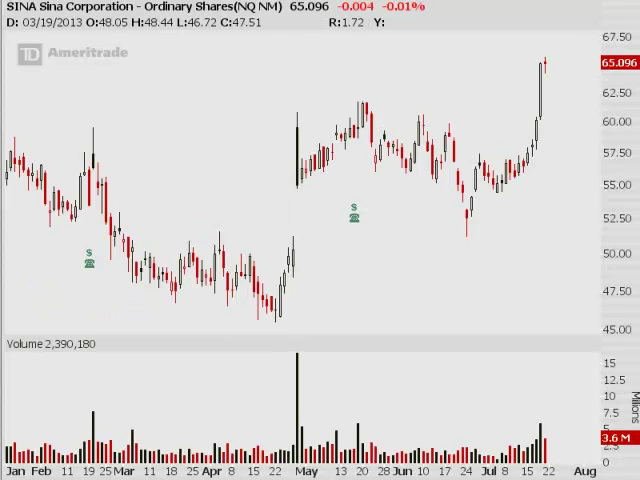 SINA Sina Corporation - Ordinary Shares(NQ NM) 65.096 -0.004 -0.01%
D: 03/19/2013 O:48.05 H:48.44 L:46.72 C:47.51 R:1.72 Y:
TD Ameritrade
67.50
65.096
62.50
60.00
57.50
55.00
52.50
50.00
47.50
45.00
$
$
Volume 2,390,180
15
12.5
10
7.5
5
3.6 M
Millions
Jan Feb 11 19 25 Mar 11 18 25 Apr 8 15 22 May 13 20 28 Jun 10 17 24 Jul 8 15 22 Aug